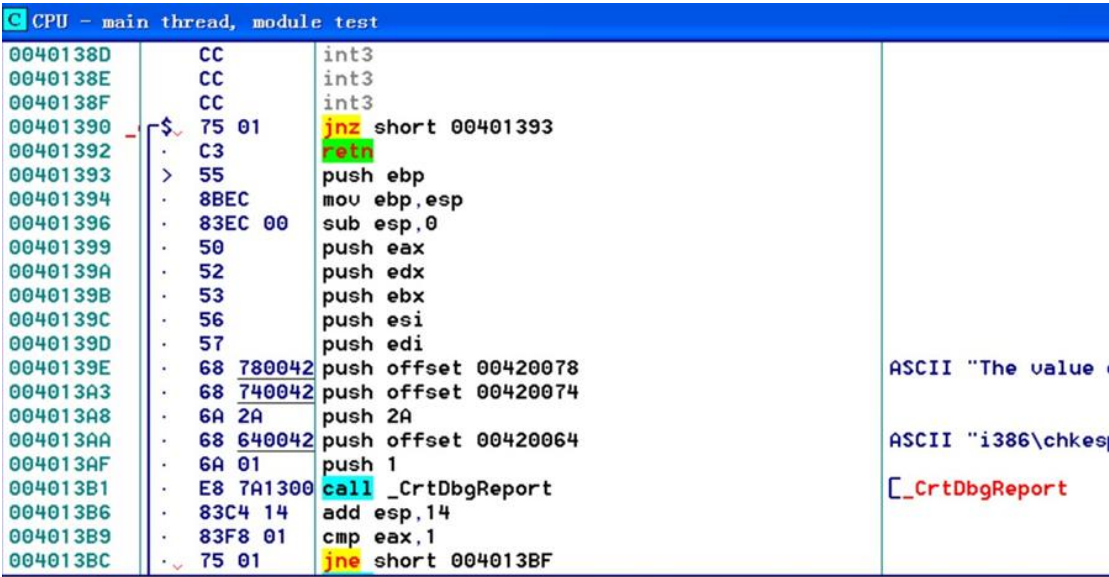 C CPU - main thread, module test
0040138D CC int3
0040138E CC int3
0040138F CC int3
00401390 $ 75 01 jnz short 00401393
00401392 · C3 retn
00401393 > 55 push ebp
00401394 · 8BEC mov ebp,esp
00401396 · 83EC 00 sub esp,0
00401399 · 50 push eax
0040139A · 52 push edx
0040139B · 53 push ebx
0040139C · 56 push esi
0040139D · 57 push edi
0040139E · 68 780042 push offset 00420078 ASCII "The value
004013A3 · 68 740042 push offset 00420074
004013A8 · 6A 2A push 2A
004013AA · 68 640042 push offset 00420064 ASCII "i386\chkesp
004013AF · 6A 01 push 1
004013B1 · E8 7A1300 call _CrtDbgReport [_CrtDbgReport
004013B6 · 83C4 14 add esp,14
004013B9 · 83F8 01 cmp eax,1
004013BC · 75 01 jne short 004013BF